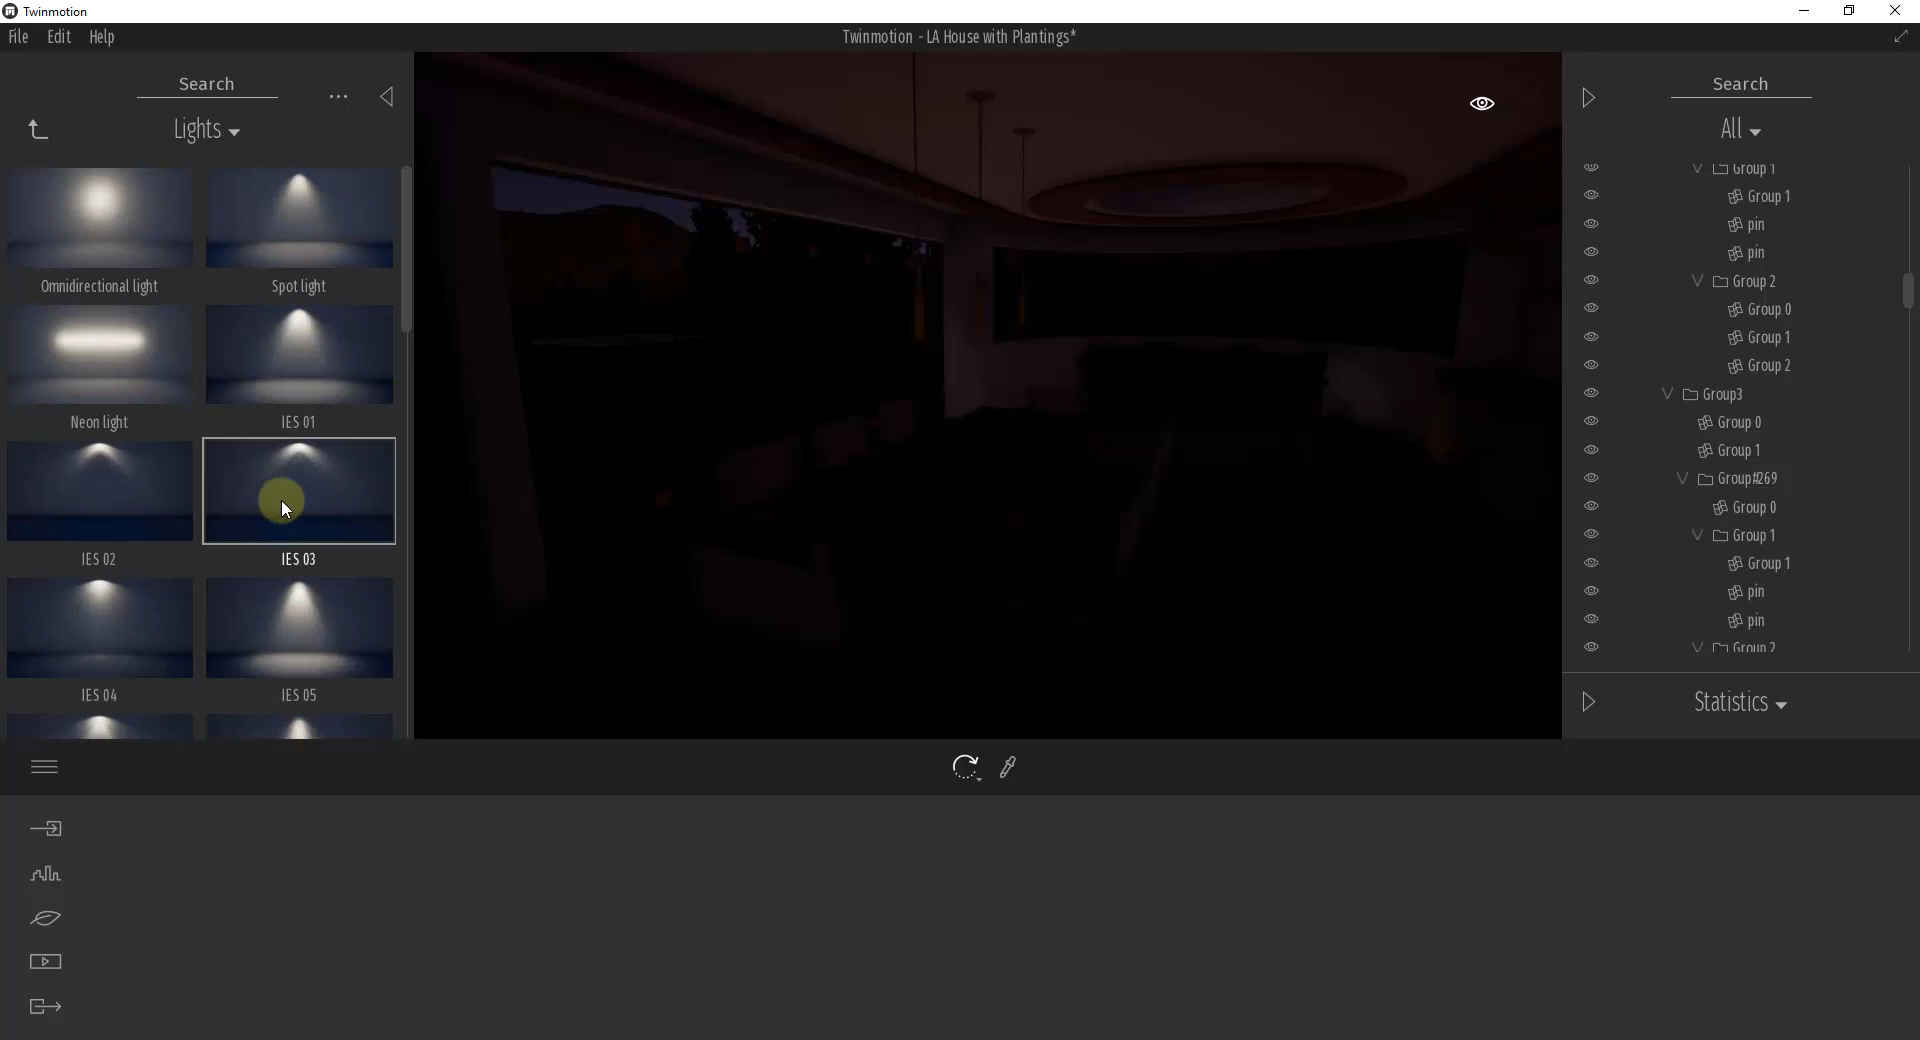 Twinmotion
File Edit Help
Twinmotion - LA House with Plantings*
Search
Lights
Omnidirectional light
Spot light
Neon light
IES 01
IES 02
IES 03
IES 04
IES 05
Search
All
Group 1
Group 1
pin
pin
Group 2
Group 0
Group 1
Group 2
Group3
Group 0
Group 1
Group#269
Group 0
Group 1
Group 1
pin
pin
Group 2
Statistics